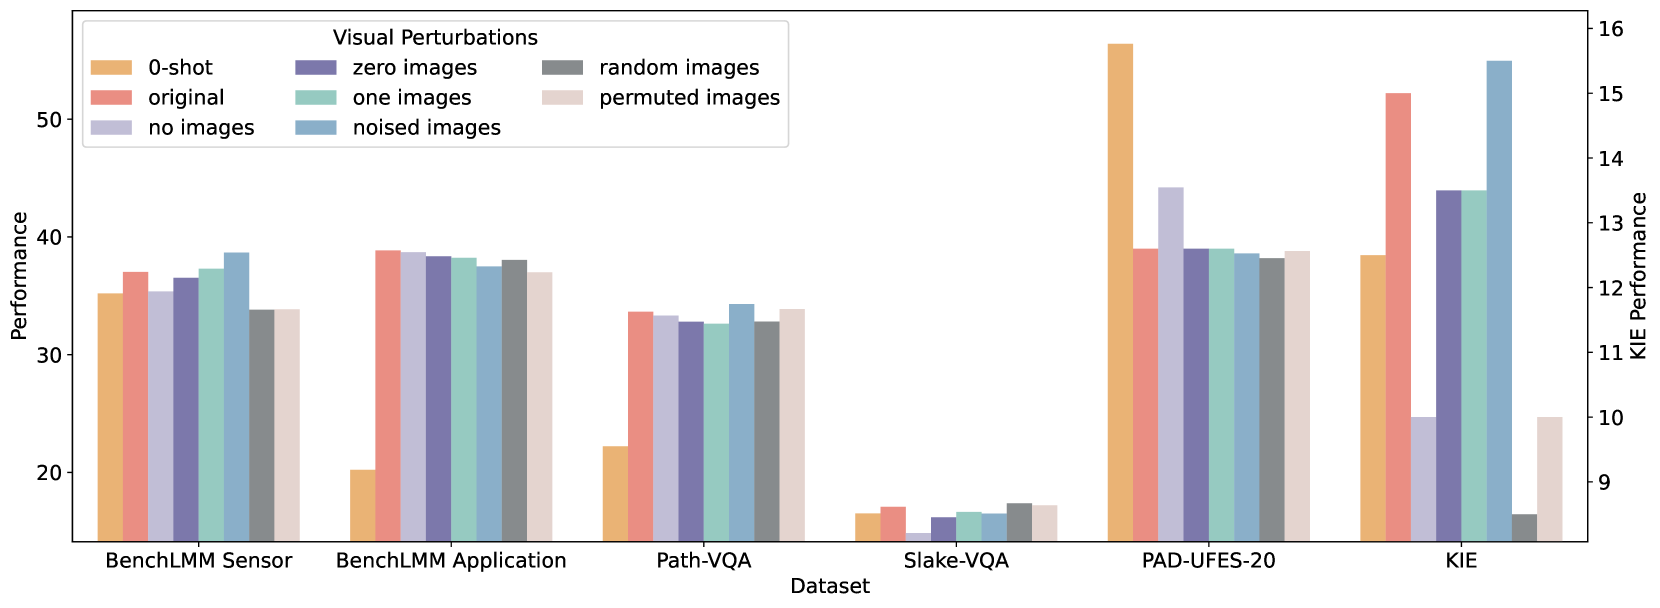 Visual Perturbations
0-shot
original
no images
zero images
one images
noised images
random images
permuted images
Performance
50
40
30
20
KIE Performance
16
15
14
13
12
11
10
9
BenchLMM Sensor
BenchLMM Application
Path-VQA
Slake-VQA
PAD-UFES-20
KIE
Dataset